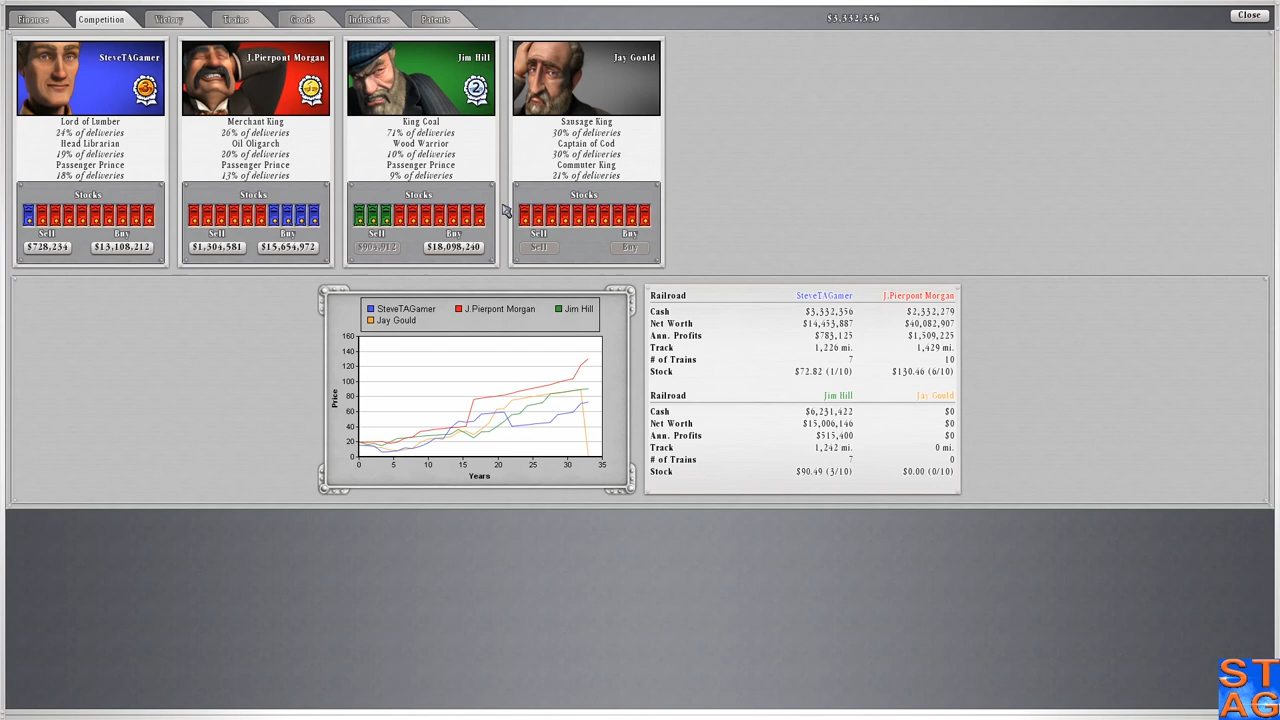 Finance Competition Victory Trains Goods Industries Patents $3,332,356 Close
SteveTAGamer
3
Lord of Lumber
24% of deliveries
Head Librarian
19% of deliveries
Passenger Prince
18% of deliveries
Stocks
Sell Buy
$728,234 $13,108,212
J.Pierpont Morgan
Merchant King
26% of deliveries
Oil Oligarch
20% of deliveries
Passenger Prince
13% of deliveries
Stocks
Sell Buy
$1,304,581 $15,654,972
Jim Hill
2
King Coal
71% of deliveries
Wood Warrior
10% of deliveries
Passenger Prince
9% of deliveries
Stocks
Sell Buy
$904,912 $18,098,240
Jay Gould
Sausage King
30% of deliveries
Captain of Cod
30% of deliveries
Commuter King
21% of deliveries
Stocks
Sell Buy
Sell Buy
SteveTAGamer J.Pierpont Morgan Jim Hill
Jay Gould
160
140
120
100
80
60
40
20
0
Price
0 5 10 15 20 25 30 35
Years
Railroad SteveTAGamer J.Pierpont Morgan
Cash $3,332,356 $2,332,279
Net Worth $14,453,887 $40,082,907
Ann. Profits $783,125 $1,509,225
Track 1,226 mi. 1,429 mi.
# of Trains 7 10
Stock $72.82 (1/10) $130.46 (6/10)
Railroad Jim Hill Jay Gould
Cash $6,231,422 $0
Net Worth $15,006,146 $0
Ann. Profits $515,400 $0
Track 1,242 mi. 0 mi.
# of Trains 7 0
Stock $90.49 (3/10) $0.00 (0/10)
ST
AG